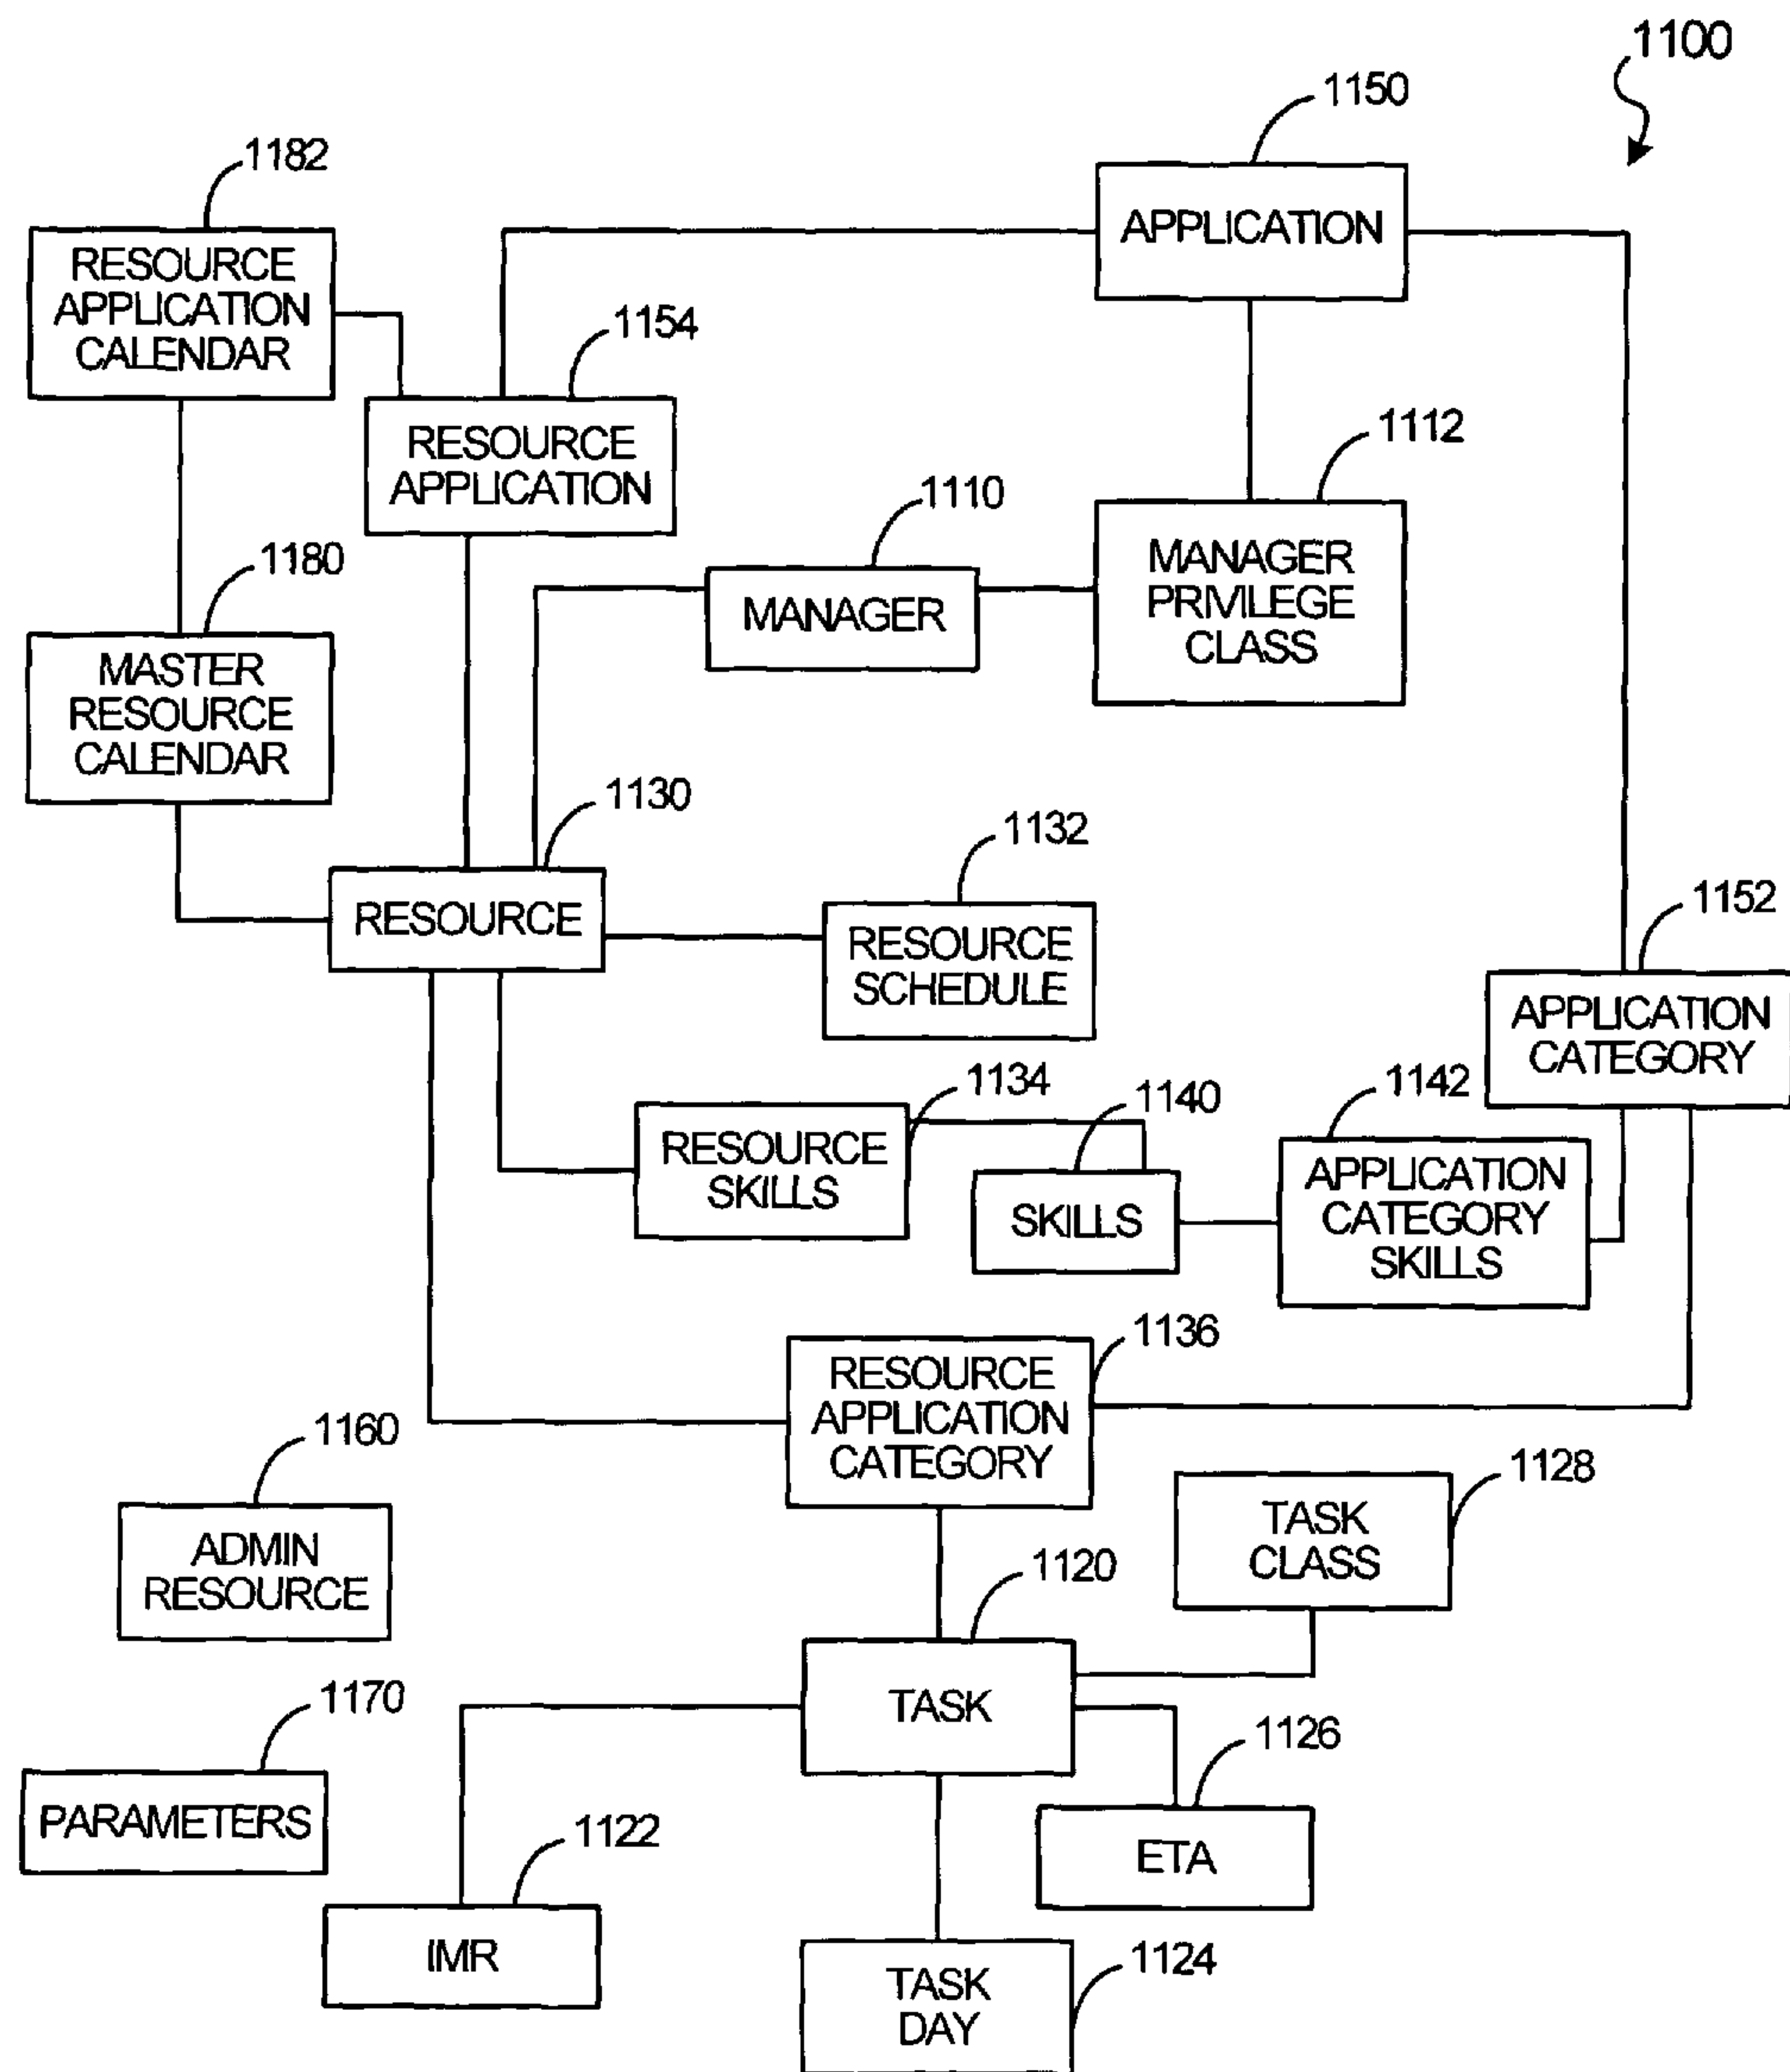 1100
1150
1182
APPLICATION
RESOURCE
APPLICATION
CALENDAR
1154
RESOURCE
APPLICATION
1112
1110
MANAGER
PRIVILEGE
CLASS
1180
MANAGER
MASTER
RESOURCE
CALENDAR
1130
1132
RESOURCE
RESOURCE
SCHEDULE
1152
APPLICATION
CATEGORY
1134
1140
1142
RESOURCE
SKILLS
SKILLS
APPLICATION
CATEGORY
SKILLS
1136
RESOURCE
APPLICATION
CATEGORY
1160
ADMIN
RESOURCE
1128
TASK
CLASS
1120
TASK
1170
PARAMETERS
1126
ETA
1122
IMR
1124
TASK
DAY